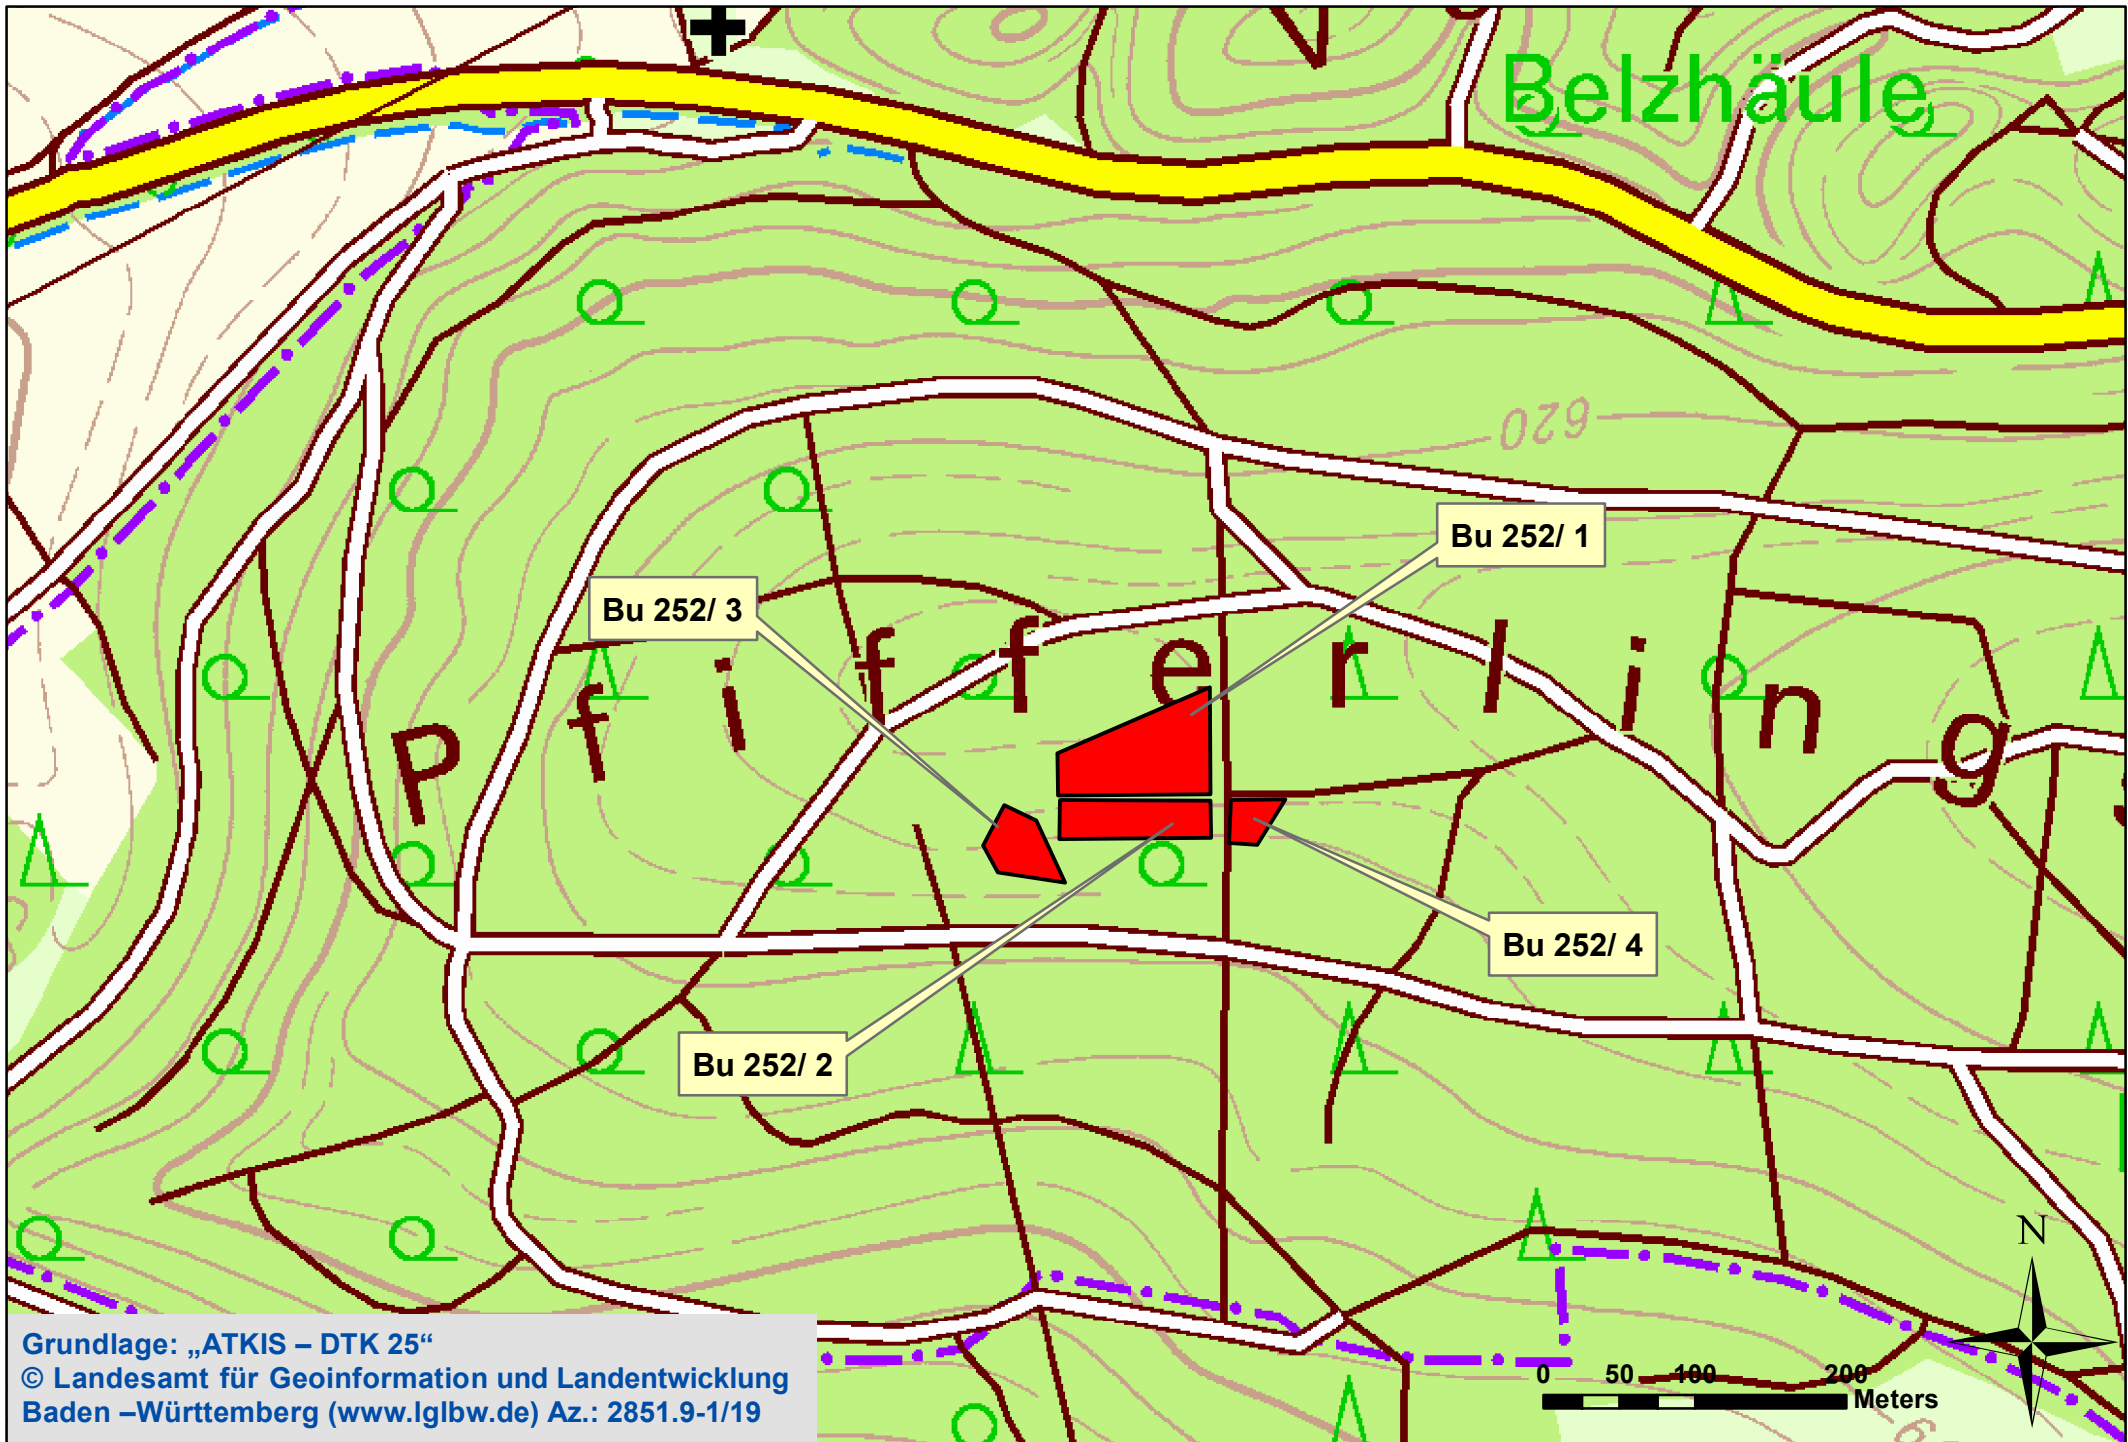 Belzhäule
620
Bu 252/ 1
Bu 252/ 3
Pfifferling
Bu 252/ 4
Bu 252/ 2
N
0 50 100 200
Meters
Grundlage: „ATKIS – DTK 25“
© Landesamt für Geoinformation und Landentwicklung
Baden –Württemberg (www.lglbw.de) Az.: 2851.9-1/19